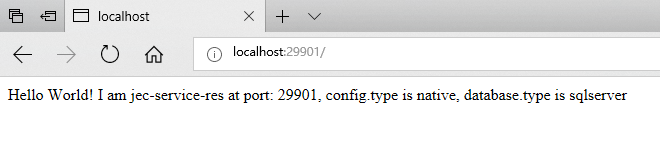 localhost
localhost:29901/
Hello World! I am jec-service-res at port: 29901, config.type is native, database.type is sqlserver